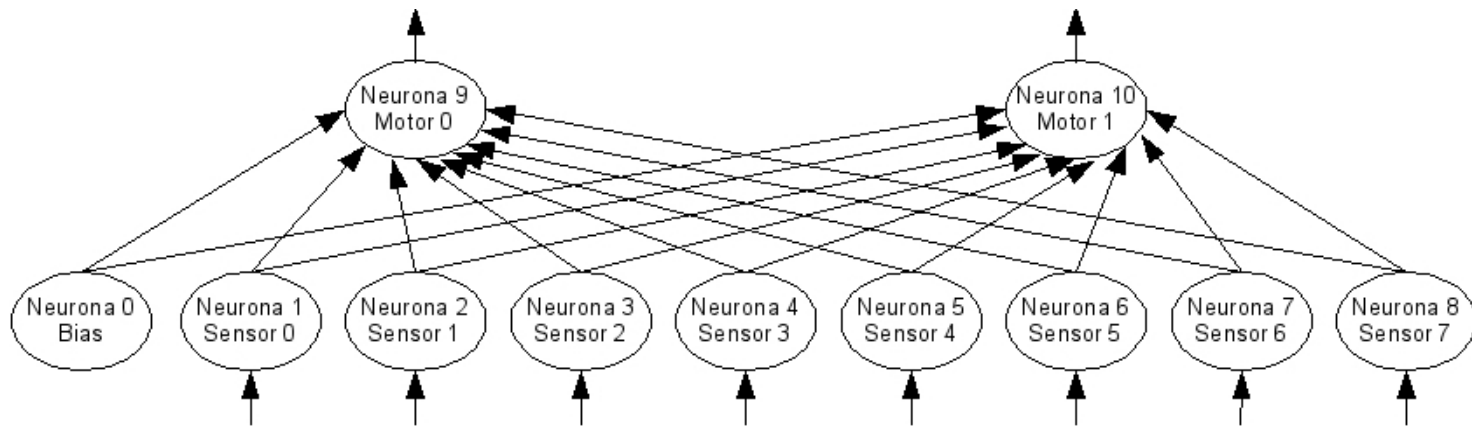 Neurona 9
Motor 0
Neurona 10
Motor 1
Neurona 0
Bias
Neurona 1
Sensor 0
Neurona 2
Sensor 1
Neurona 3
Sensor 2
Neurona 4
Sensor 3
Neurona 5
Sensor 4
Neurona 6
Sensor 5
Neurona 7
Sensor 6
Neurona 8
Sensor 7